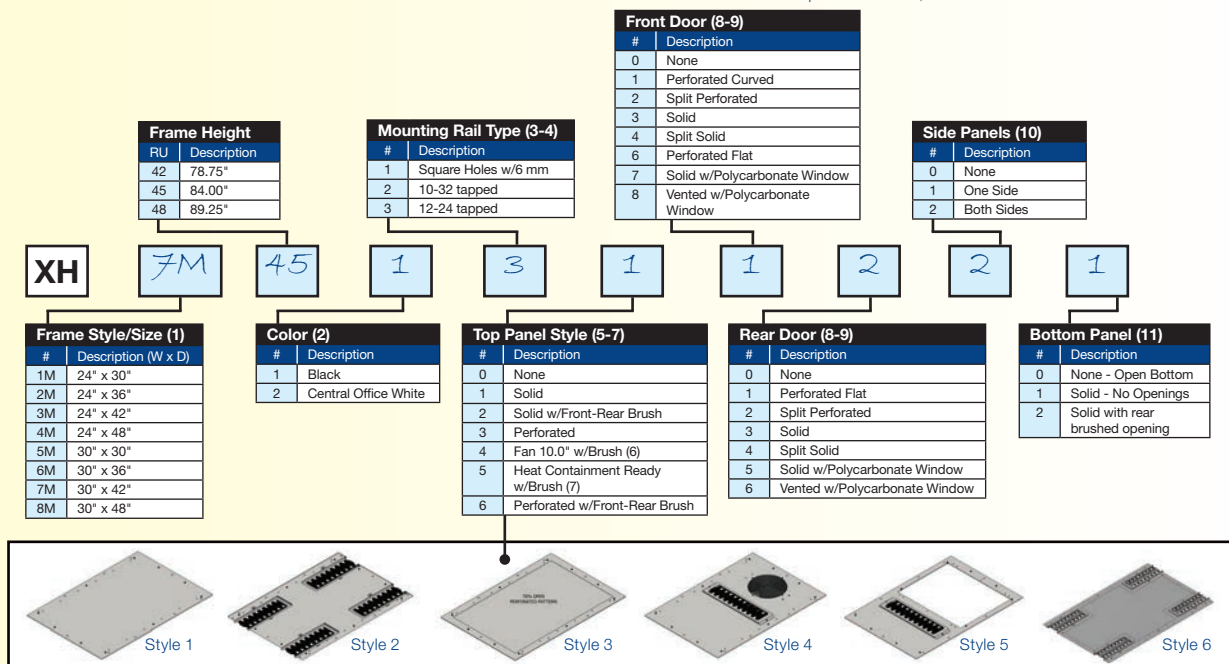 Front Door (8-9)
# Description
0 None
1 Perforated Curved
2 Split Perforated
3 Solid
4 Split Solid
6 Perforated Flat
7 Solid w/Polycarbonate Window
8 Vented w/Polycarbonate
Window
Frame Height
RU Description
42 78.75"
45 84.00"
48 89.25"
Mounting Rail Type (3-4)
# Description
1 Square Holes w/6 mm
2 10-32 tapped
3 12-24 tapped
Side Panels (10)
# Description
0 None
1 One Side
2 Both Sides
XH 7M 45 1 3 1 1 2 2 1
Frame Style/Size (1)
# Description (W x D)
1M 24" x 30"
2M 24" x 36"
3M 24" x 42"
4M 24" x 48"
5M 30" x 30"
6M 30" x 36"
7M 30" x 42"
8M 30" x 48"
Color (2)
# Description
1 Black
2 Central Office White
Top Panel Style (5-7)
# Description
0 None
1 Solid
2 Solid w/Front-Rear Brush
3 Perforated
4 Fan 10.0" w/Brush (6)
5 Heat Containment Ready
w/Brush (7)
6 Perforated w/Front-Rear Brush
Rear Door (8-9)
# Description
0 None
1 Perforated Flat
2 Split Perforated
3 Solid
4 Split Solid
5 Solid w/Polycarbonate Window
6 Vented w/Polycarbonate Window
Bottom Panel (11)
# Description
0 None - Open Bottom
1 Solid - No Openings
2 Solid with rear
brushed opening
Style 1
Style 2
PERFORATED PATTERN
Style 3
Style 4
Style 5
Style 6